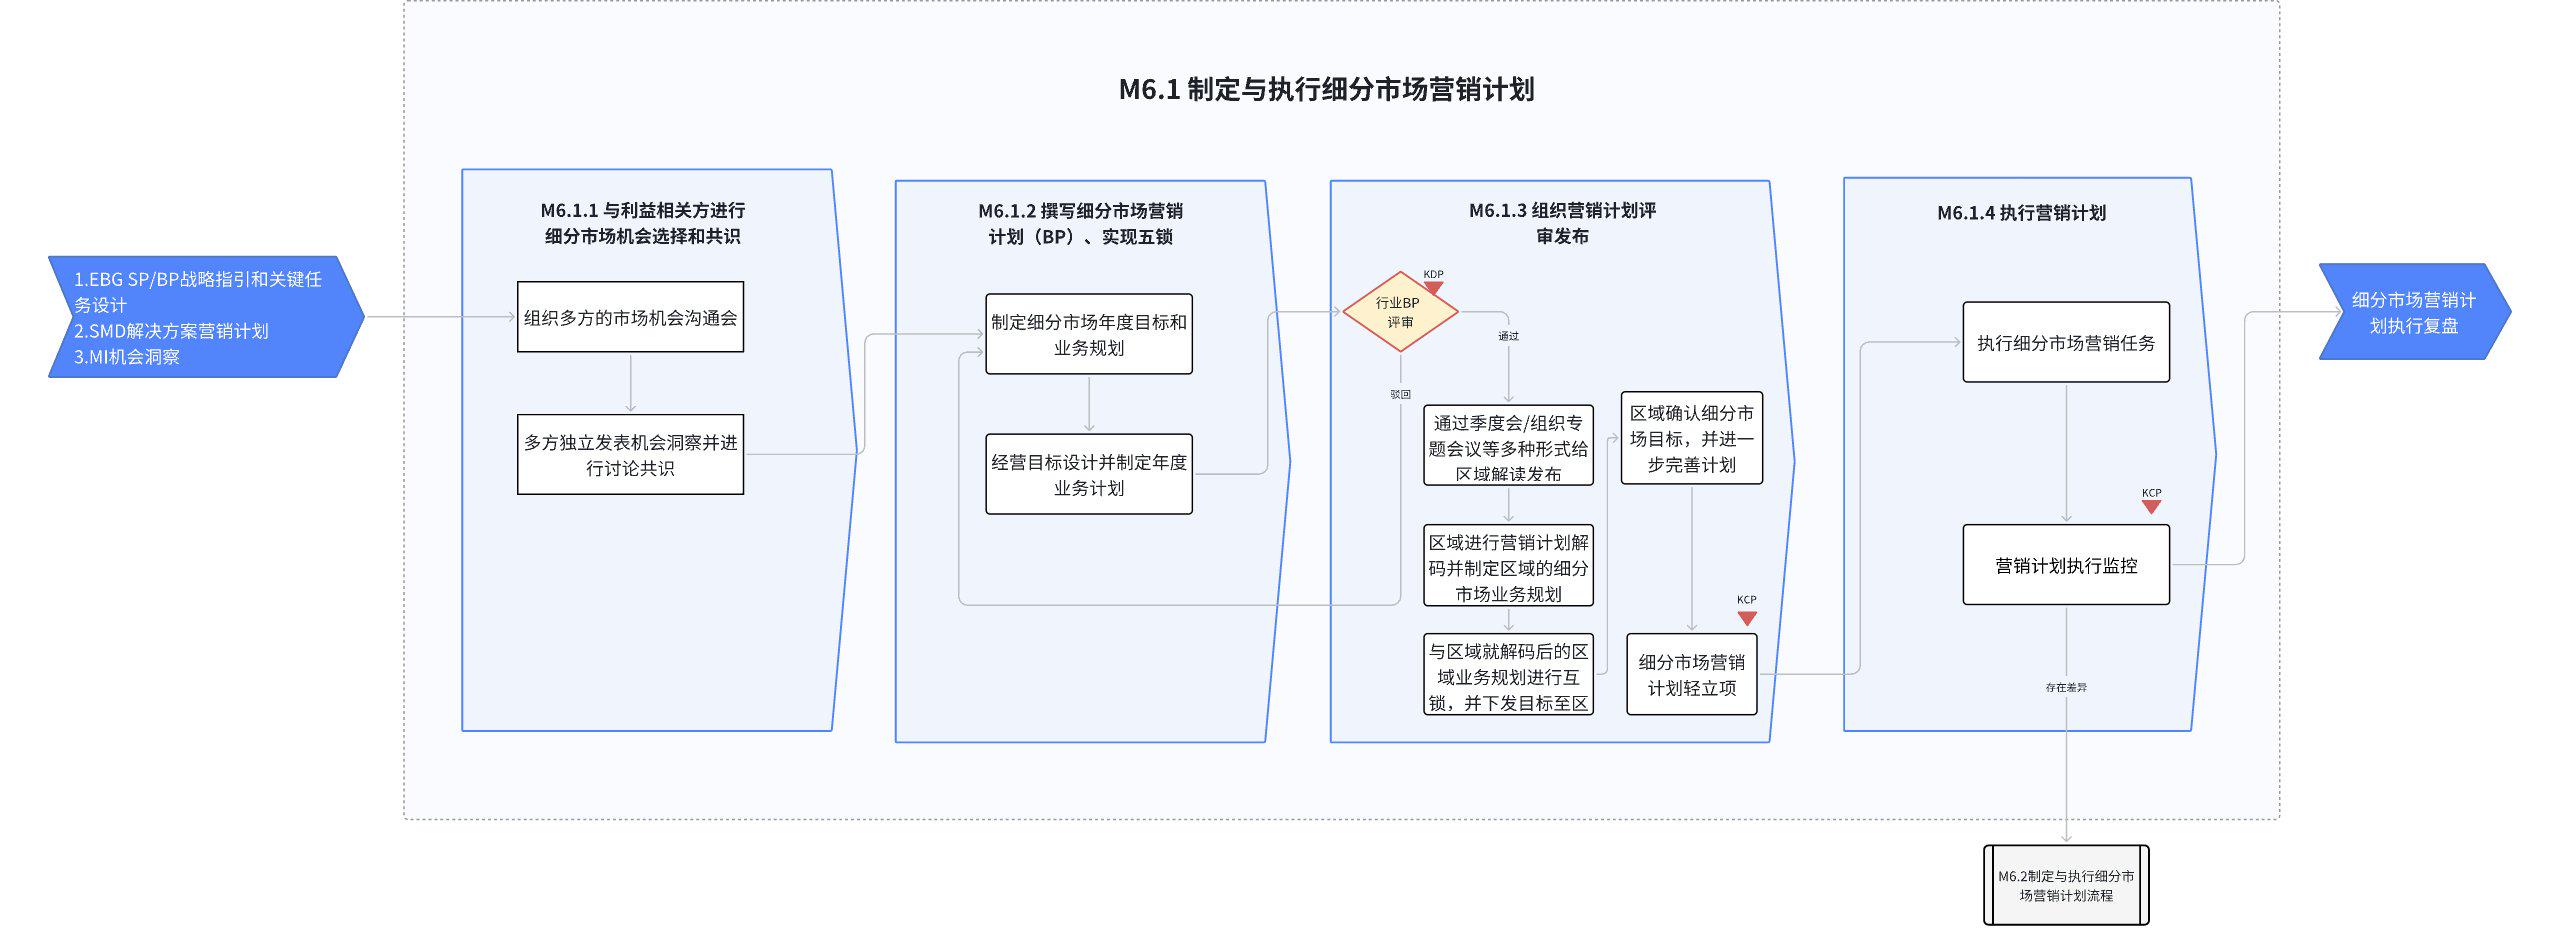 M6.1 制定与执行细分市场营销计划
1.EBG SP/BP战略指引和关键任
务设计
2.SMD解决方案营销计划
3.MI机会洞察
M6.1.1 与利益相关方进行
细分市场机会选择和共识
组织多方的市场机会沟通会
多方独立发表机会洞察并进
行讨论共识
M6.1.2 撰写细分市场营销
计划（BP）、实现五锁
制定细分市场年度目标和
业务规划
经营目标设计并制定年度
业务计划
M6.1.3 组织营销计划评
审发布
KDP
行业BP
评审
通过
驳回
通过季度会/组织专
题会议等多种形式给
区域解读发布
区域进行营销计划解
码并制定区域的细分
市场业务规划
与区域就解码后的区
域业务规划进行互
锁，并下发目标至区
区域确认细分市
场目标，并进一
步完善计划
KCP
细分市场营销
计划轻立项
M6.1.4 执行营销计划
执行细分市场营销任务
KCP
营销计划执行监控
存在差异
M6.2制定与执行细分市
场营销计划流程
细分市场营销计
划执行复盘